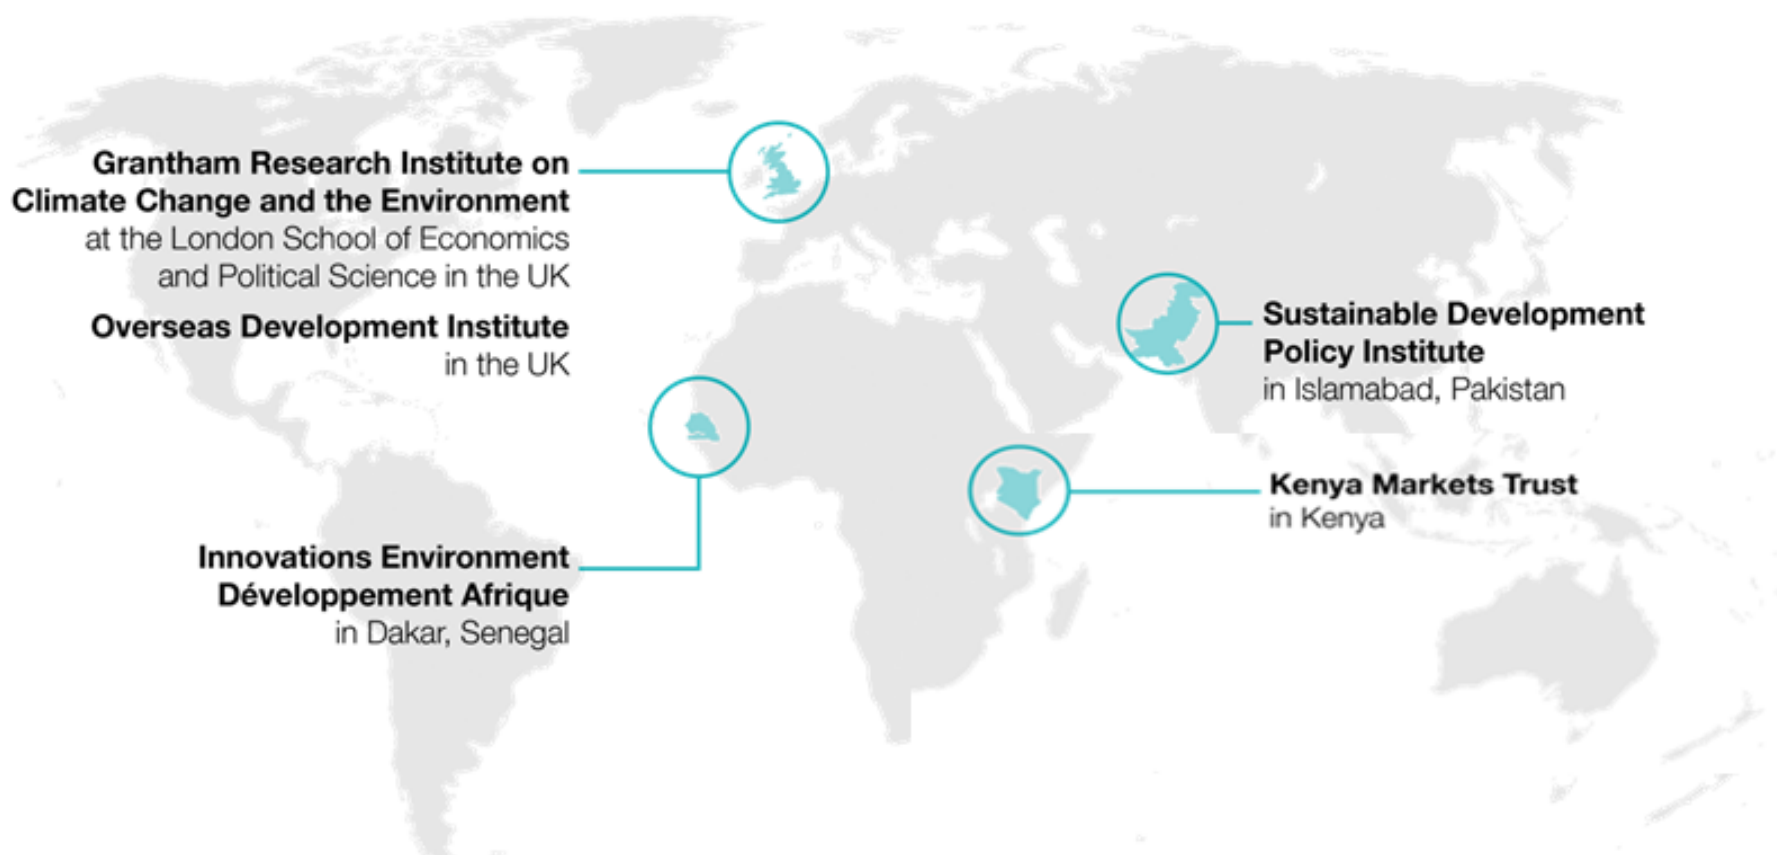 Grantham Research Institute on
Climate Change and the Environment
at the London School of Economics
and Political Science in the UK
Overseas Development Institute
in the UK
Sustainable Development
Policy Institute
in Islamabad, Pakistan
Kenya Markets Trust
in Kenya
Innovations Environment
Développement Afrique
in Dakar, Senegal